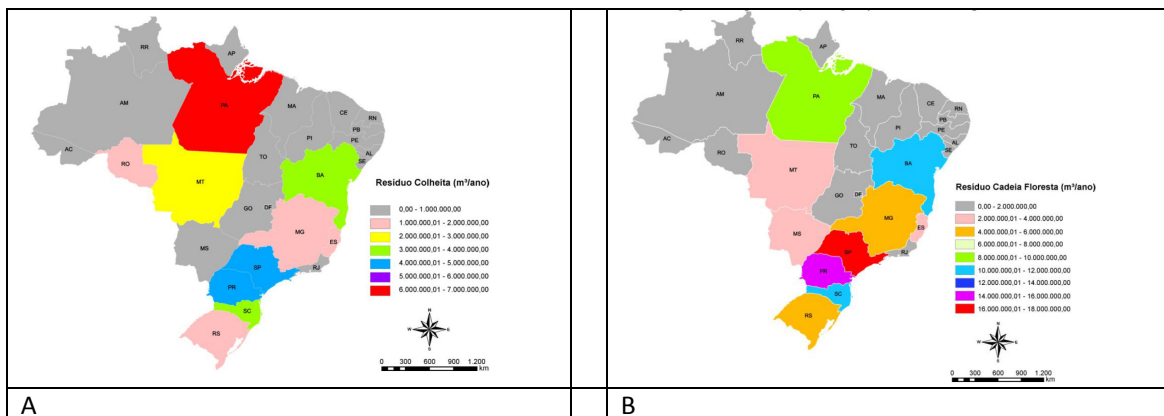 RR
AP
AM
PA
MA
CE
RN
PB
PE
AL
SE
PI
AC
RO
TO
BA
MT
GO
DF
MG
ES
MS
SP
RJ
PR
SC
RS
Resíduo Colheita (m³/ano)
0,00 - 1.000.000,00
1.000.000,01 - 2.000.000,00
2.000.000,01 - 3.000.000,00
3.000.000,01 - 4.000.000,00
4.000.000,01 - 5.000.000,00
5.000.000,01 - 6.000.000,00
6.000.000,01 - 7.000.000,00
N
W E
S
0 300 600 900 1.200
km
A
RR
AP
AM
PA
MA
CE
RN
PB
PE
AL
SE
PI
AC
RO
TO
BA
MT
GO
DF
MG
ES
MS
SP
RJ
PR
SC
RS
Resíduo Cadeia Floresta (m³/ano)
0,00 - 2.000.000,00
2.000.000,01 - 4.000.000,00
4.000.000,01 - 6.000.000,00
6.000.000,01 - 8.000.000,00
8.000.000,01 - 10.000.000,00
10.000.000,01 - 12.000.000,00
12.000.000,01 - 14.000.000,00
14.000.000,01 - 16.000.000,00
16.000.000,01 - 18.000.000,00
N
W E
S
0 300 600 900 1.200
km
B